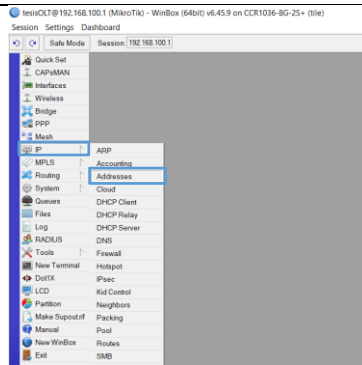 tesisOLT@192.168.100.1 (MikroTik) - WinBox (64bit) v6.45.9 on CCR1036-8G-2S+ (tile)
Session Settings Dashboard
Safe Mode Session: 192.168.100.1
Quick Set
CAPsMAN
Interfaces
Wireless
Bridge
PPP
Mesh
IP
MPLS
Routing
System
Queues
Files
Log
RADIUS
Tools
New Terminal
Dot1X
LCD
Partition
Make Supout.rif
Manual
New WinBox
Exit
ARP
Accounting
Addresses
Cloud
DHCP Client
DHCP Relay
DHCP Server
DNS
Firewall
Hotspot
IPsec
Kid Control
Neighbors
Packing
Pool
Routes
SMB